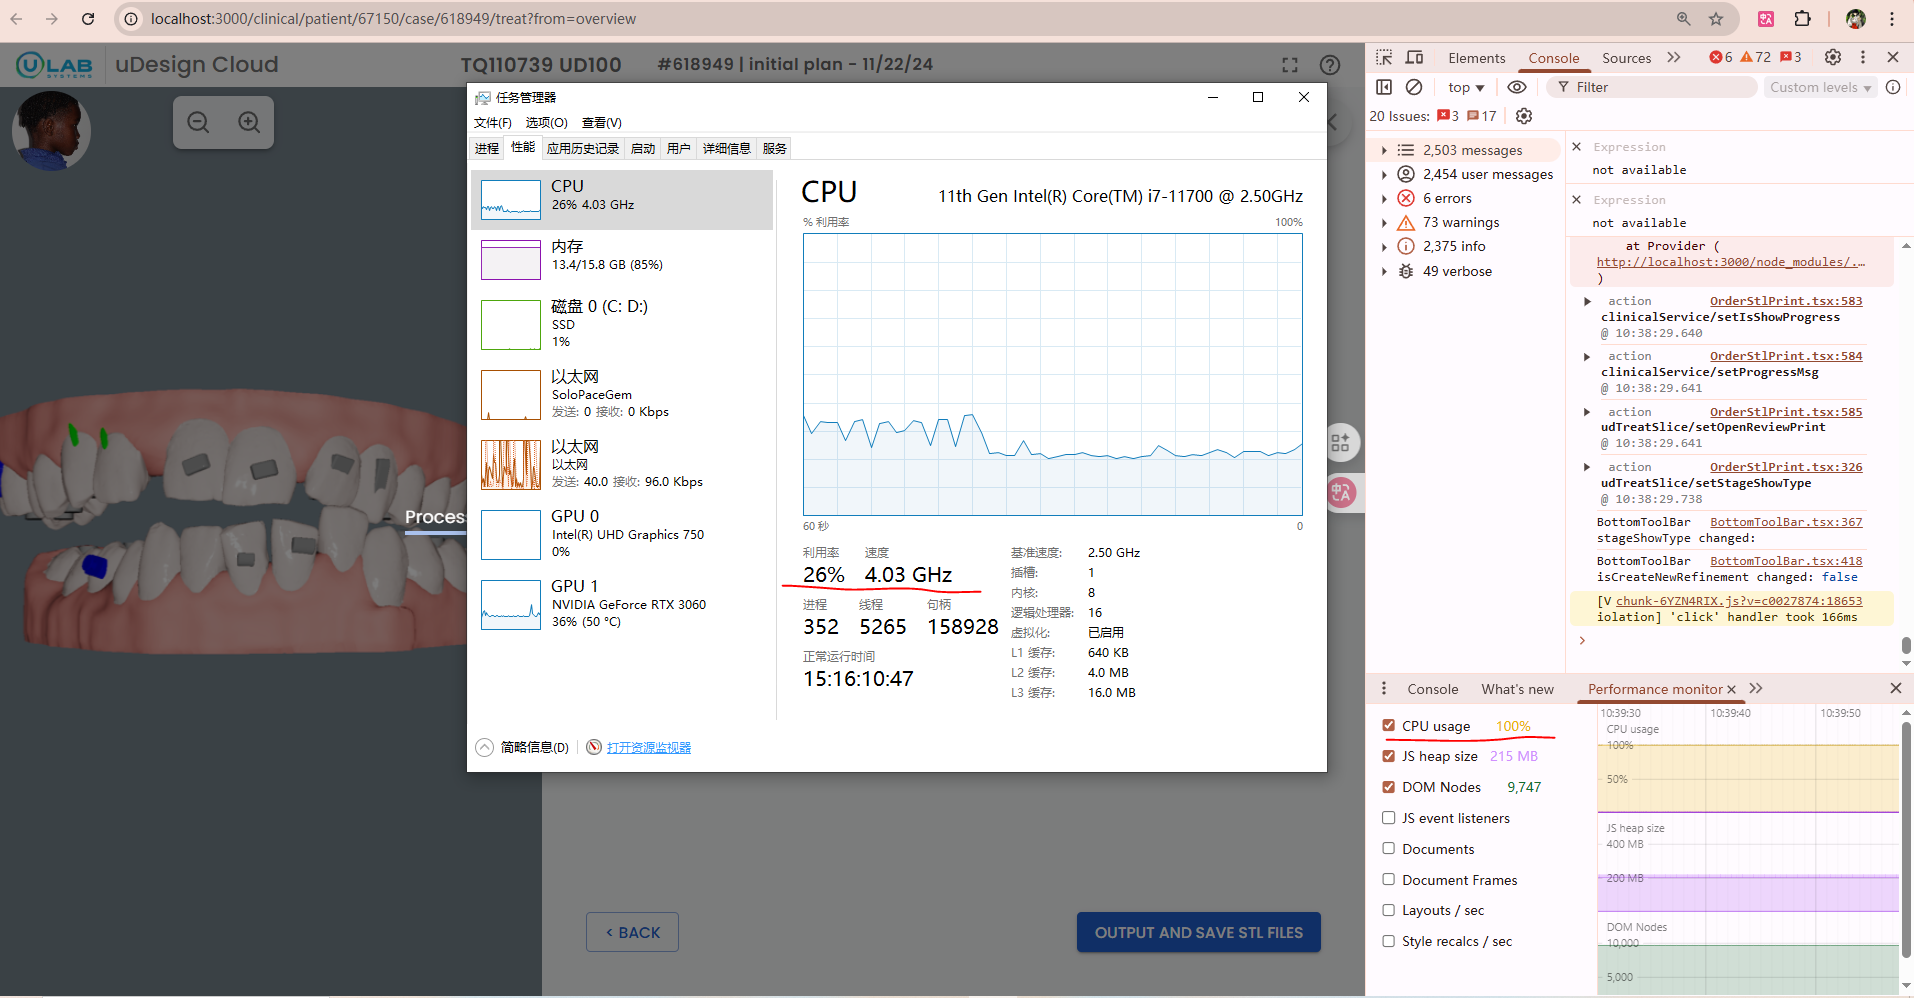 localhost:3000/clinical/patient/67150/case/618949/treat?from=overview
ULAB SYSTEMS
uDesign Cloud
TQ110739 UD100
#618949 | initial plan - 11/22/24
Proces
< BACK
OUTPUT AND SAVE STL FILES
任务管理器
文件(F) 选项(O) 查看(V)
进程 性能 应用历史记录 启动 用户 详细信息 服务
CPU
26% 4.03 GHz
内存
13.4/15.8 GB (85%)
磁盘 0 (C: D:)
SSD
1%
以太网
SoloPaceGem
发送: 0 接收: 0 Kbps
以太网
以太网
发送: 40.0 接收: 96.0 Kbps
GPU 0
Intel(R) UHD Graphics 750
0%
GPU 1
NVIDIA GeForce RTX 3060
36% (50 °C)
CPU
11th Gen Intel(R) Core(TM) i7-11700 @ 2.50GHz
% 利用率
100%
60 秒
0
利用率 速度
26% 4.03 GHz
进程 线程 句柄
352 5265 158928
正常运行时间
15:16:10:47
基准速度: 2.50 GHz
插槽: 1
内核: 8
逻辑处理器: 16
虚拟化: 已启用
L1 缓存: 640 KB
L2 缓存: 4.0 MB
L3 缓存: 16.0 MB
简略信息(D)
打开资源监视器
中A
中A
Elements Console Sources
6 72 3
top
Filter
Custom levels
20 Issues: 3 17
2,503 messages
2,454 user messages
6 errors
73 warnings
2,375 info
49 verbose
Expression
not available
Expression
not available
at Provider (
http://localhost:3000/node_modules/.…
)
action OrderStlPrint.tsx:583
clinicalService/setIsShowProgress
@ 10:38:29.640
action OrderStlPrint.tsx:584
clinicalService/setProgressMsg
@ 10:38:29.641
action OrderStlPrint.tsx:585
udTreatSlice/setOpenReviewPrint
@ 10:38:29.641
action OrderStlPrint.tsx:326
udTreatSlice/setStageShowType
@ 10:38:29.738
BottomToolBar BottomToolBar.tsx:367
stageShowType changed:
BottomToolBar BottomToolBar.tsx:418
isCreateNewRefinement changed: false
[V chunk-6YZN4RIX.js?v=c0027874:18653
iolation] 'click' handler took 166ms
Console What's new Performance monitor
CPU usage 100%
JS heap size 215 MB
DOM Nodes 9,747
JS event listeners
Documents
Document Frames
Layouts / sec
Style recalcs / sec
10:39:30 10:39:40 10:39:50
CPU usage
100%
50%
JS heap size
400 MB
200 MB
DOM Nodes
10,000
5,000